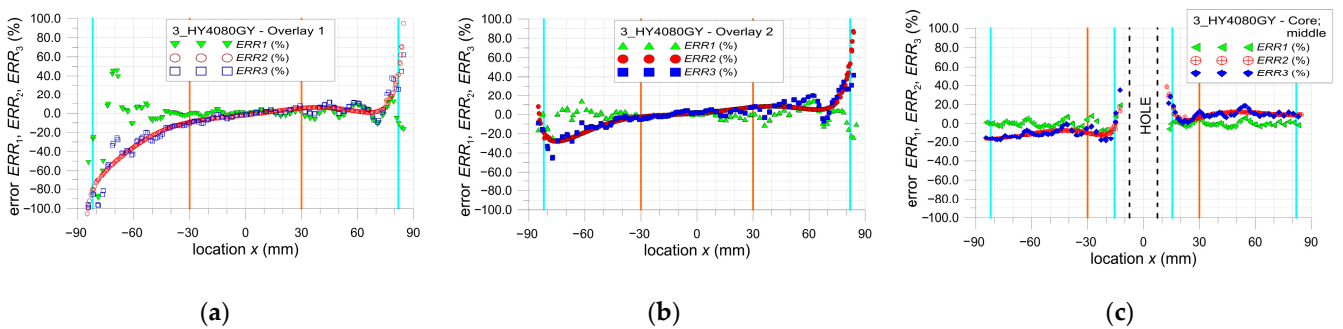 3_HY4080GY - Overlay 1
ERR1 (%)
ERR2 (%)
ERR3 (%)
error ERR1, ERR2, ERR3 (%)
100.0
80.0
60.0
40.0
20.0
0.0
−20.0
−40.0
−60.0
−80.0
−100.0
−90 −60 −30 0 30 60 90
location x (mm)
(a)
3_HY4080GY - Overlay 2
ERR1 (%)
ERR2 (%)
ERR3 (%)
error ERR1, ERR2, ERR3 (%)
100.0
80.0
60.0
40.0
20.0
0.0
−20.0
−40.0
−60.0
−80.0
−100.0
−90 −60 −30 0 30 60 90
location x (mm)
(b)
3_HY4080GY - Core;
middle
ERR1 (%)
ERR2 (%)
ERR3 (%)
HOLE
error ERR1, ERR2, ERR3 (%)
100.0
80.0
60.0
40.0
20.0
0.0
−20.0
−40.0
−60.0
−80.0
−100.0
−90 −60 −30 0 30 60 90
location x (mm)
(c)